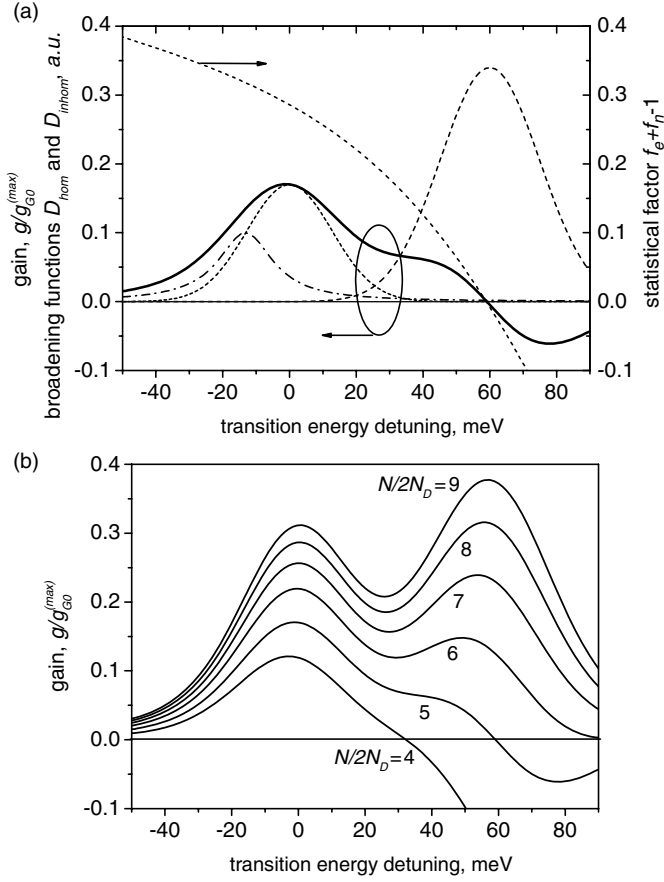 (a)
0.4
0.3
0.2
0.1
0.0
-0.1
gain, g/g_G0^(max)
broadening functions D_hom and D_inhom, a.u.
0.4
0.3
0.2
0.1
0.0
-0.1
statistical factor f_e+f_n-1
-40 -20 0 20 40 60 80
transition energy detuning, meV
(b)
0.4
0.3
0.2
0.1
0.0
-0.1
gain, g/g_G0^(max)
N/2N_D=9
8
7
6
5
N/2N_D=4
-40 -20 0 20 40 60 80
transition energy detuning, meV